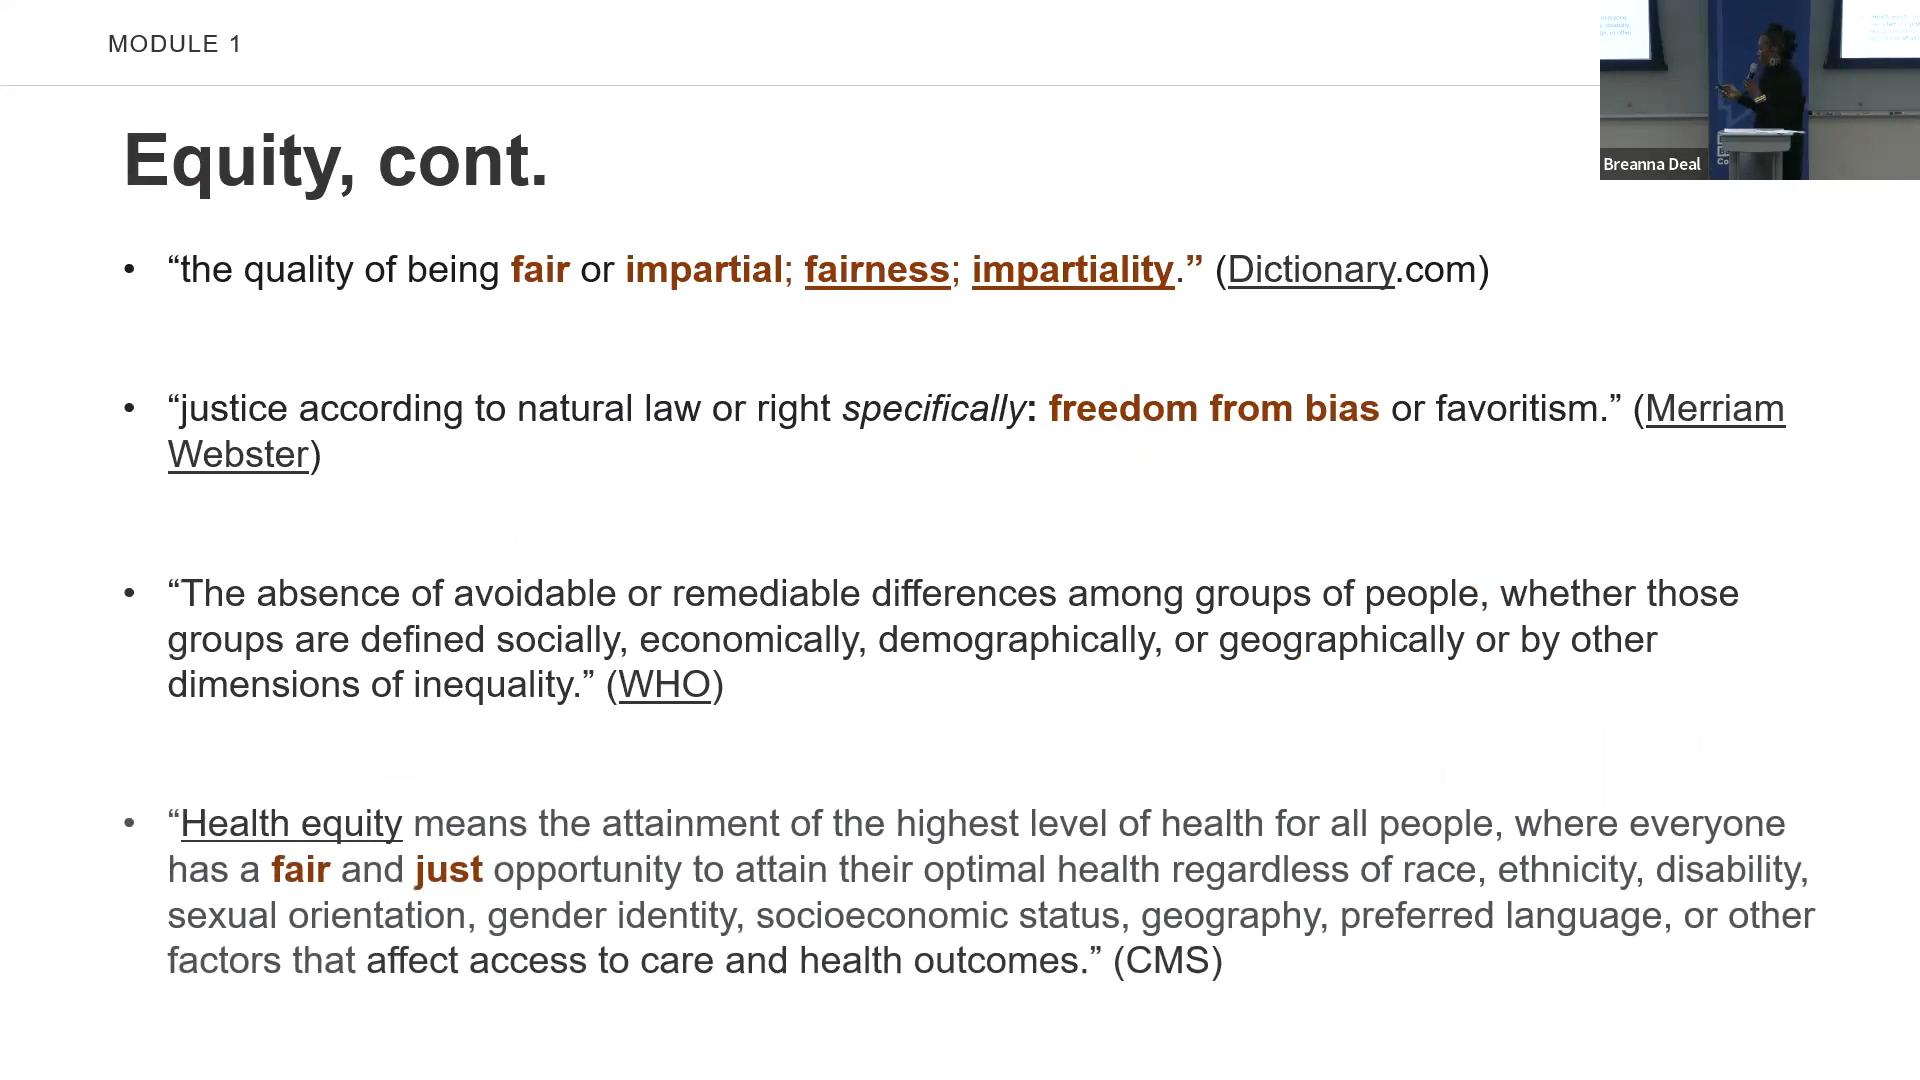 MODULE 1
Equity, cont.
• “the quality of being fair or impartial; fairness; impartiality.” (Dictionary.com)
• “justice according to natural law or right specifically: freedom from bias or favoritism.” (Merriam
Webster)
• “The absence of avoidable or remediable differences among groups of people, whether those
groups are defined socially, economically, demographically, or geographically or by other
dimensions of inequality.” (WHO)
• “Health equity means the attainment of the highest level of health for all people, where everyone
has a fair and just opportunity to attain their optimal health regardless of race, ethnicity, disability,
sexual orientation, gender identity, socioeconomic status, geography, preferred language, or other
factors that affect access to care and health outcomes.” (CMS)
Breanna Deal